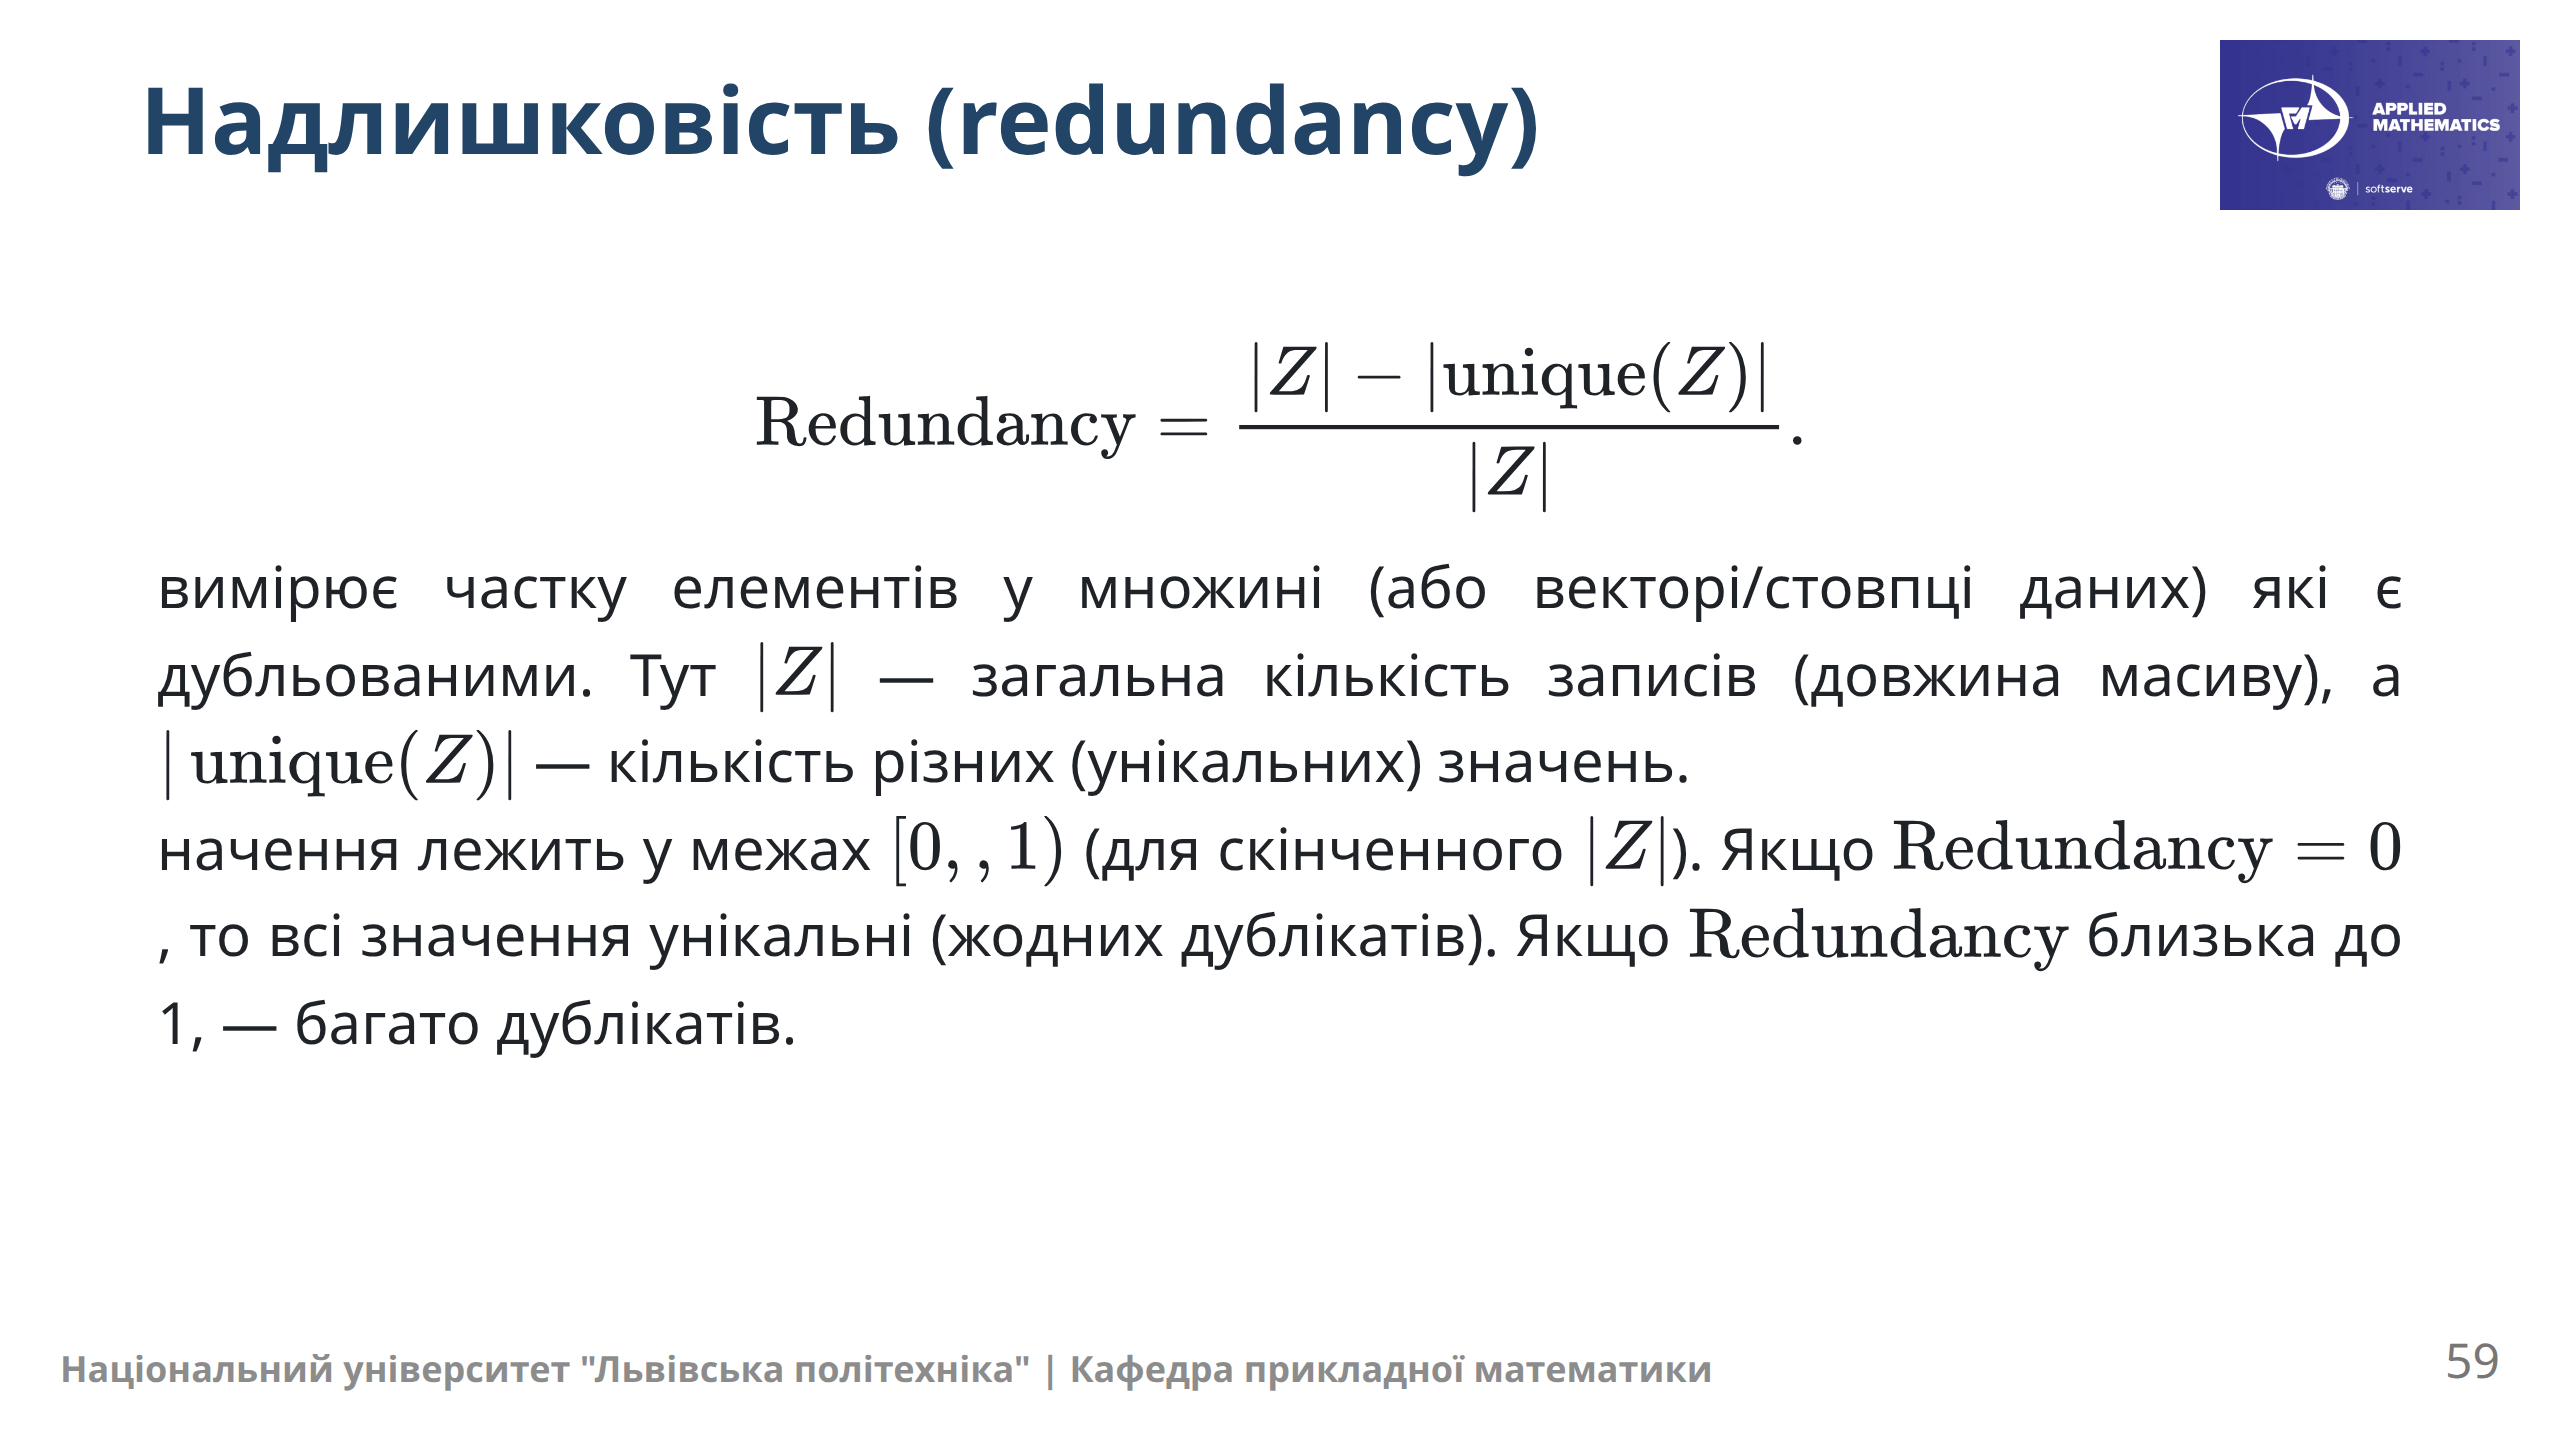 Надлишковість (redundancy)
APPLIED
MATHEMATICS
softserve
Redundancy = \frac{|Z| − |unique(Z)|}{|Z|}.
вимірює частку елементів у множині (або векторі/стовпці даних) які є
дубльованими. Тут |Z| — загальна кількість записів (довжина масиву), а
| unique(Z)| — кількість різних (унікальних) значень.
начення лежить у межах [0, , 1) (для скінченного |Z|). Якщо Redundancy = 0
, то всі значення унікальні (жодних дублікатів). Якщо Redundancy близька до
1, — багато дублікатів.
Національний університет "Львівська політехніка" | Кафедра прикладної математики
59